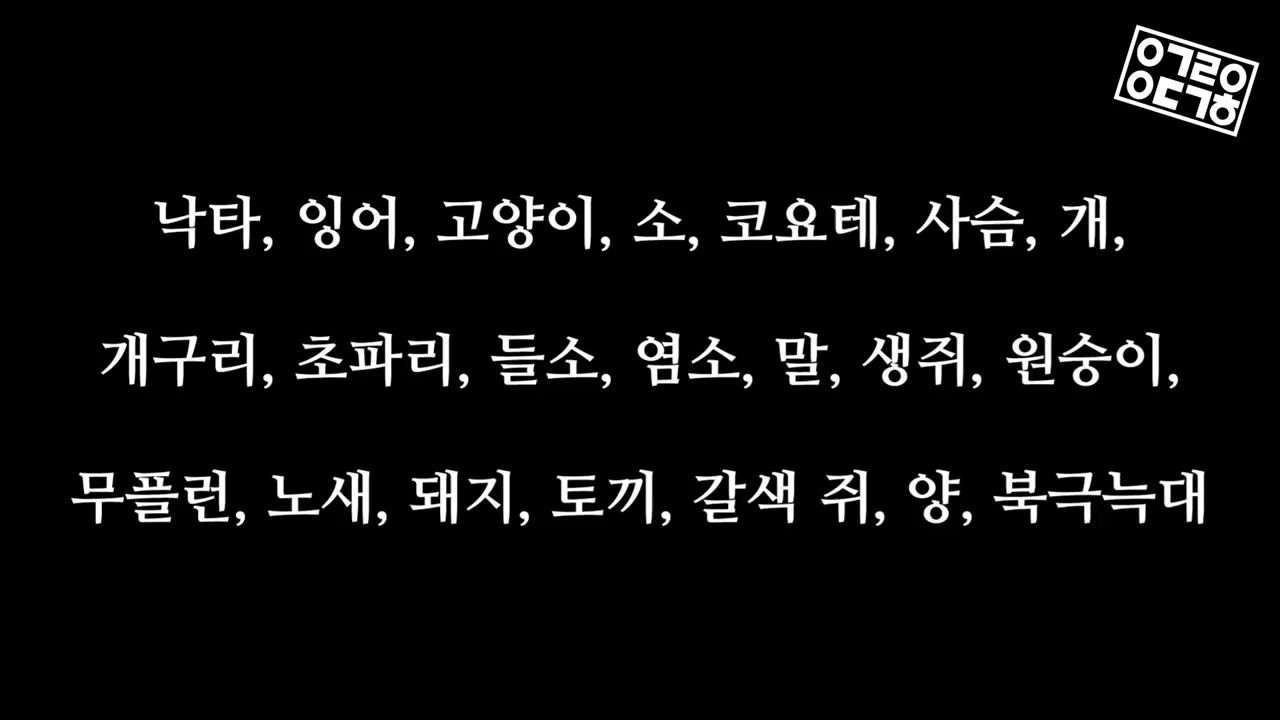 ㅇㄱㄹㅇ
ㅇㄷㄱㅎ
낙타, 잉어, 고양이, 소, 코요테, 사슴, 개,
개구리, 초파리, 들소, 염소, 말, 생쥐, 원숭이,
무플런, 노새, 돼지, 토끼, 갈색 쥐, 양, 북극늑대